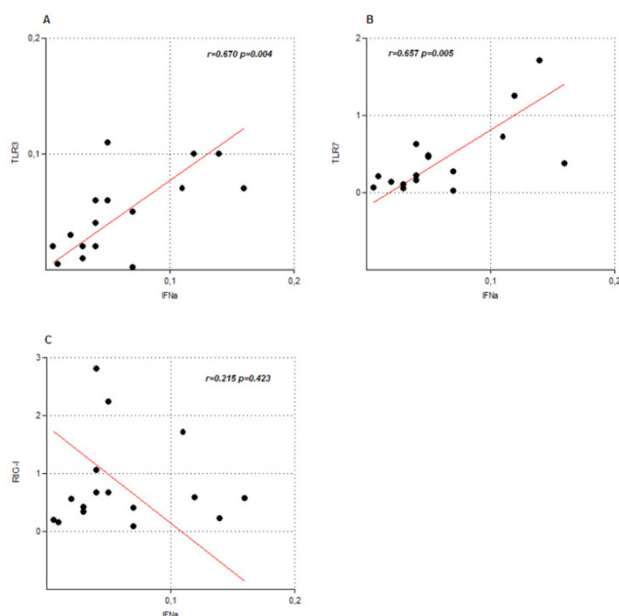 A
0,2
r=0.670 p=0.004
TLR3
0,1
0,1
0,2
IFNa
B
2
r=0.657 p=0.005
TLR7
1
0
0,1
0,2
IFNa
C
3
r=0.215 p=0.423
2
RIG-I
1
0
0,1
0,2
IFNa